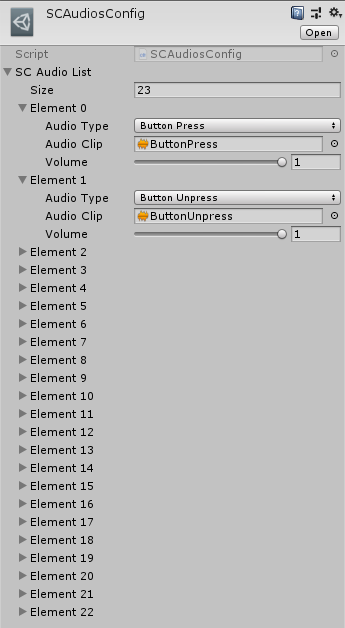 SCAudiosConfig
Open
Script SCAudiosConfig
SC Audio List
Size 23
Element 0
Audio Type Button Press
Audio Clip ButtonPress
Volume 1
Element 1
Audio Type Button Unpress
Audio Clip ButtonUnpress
Volume 1
Element 2
Element 3
Element 4
Element 5
Element 6
Element 7
Element 8
Element 9
Element 10
Element 11
Element 12
Element 13
Element 14
Element 15
Element 16
Element 17
Element 18
Element 19
Element 20
Element 21
Element 22